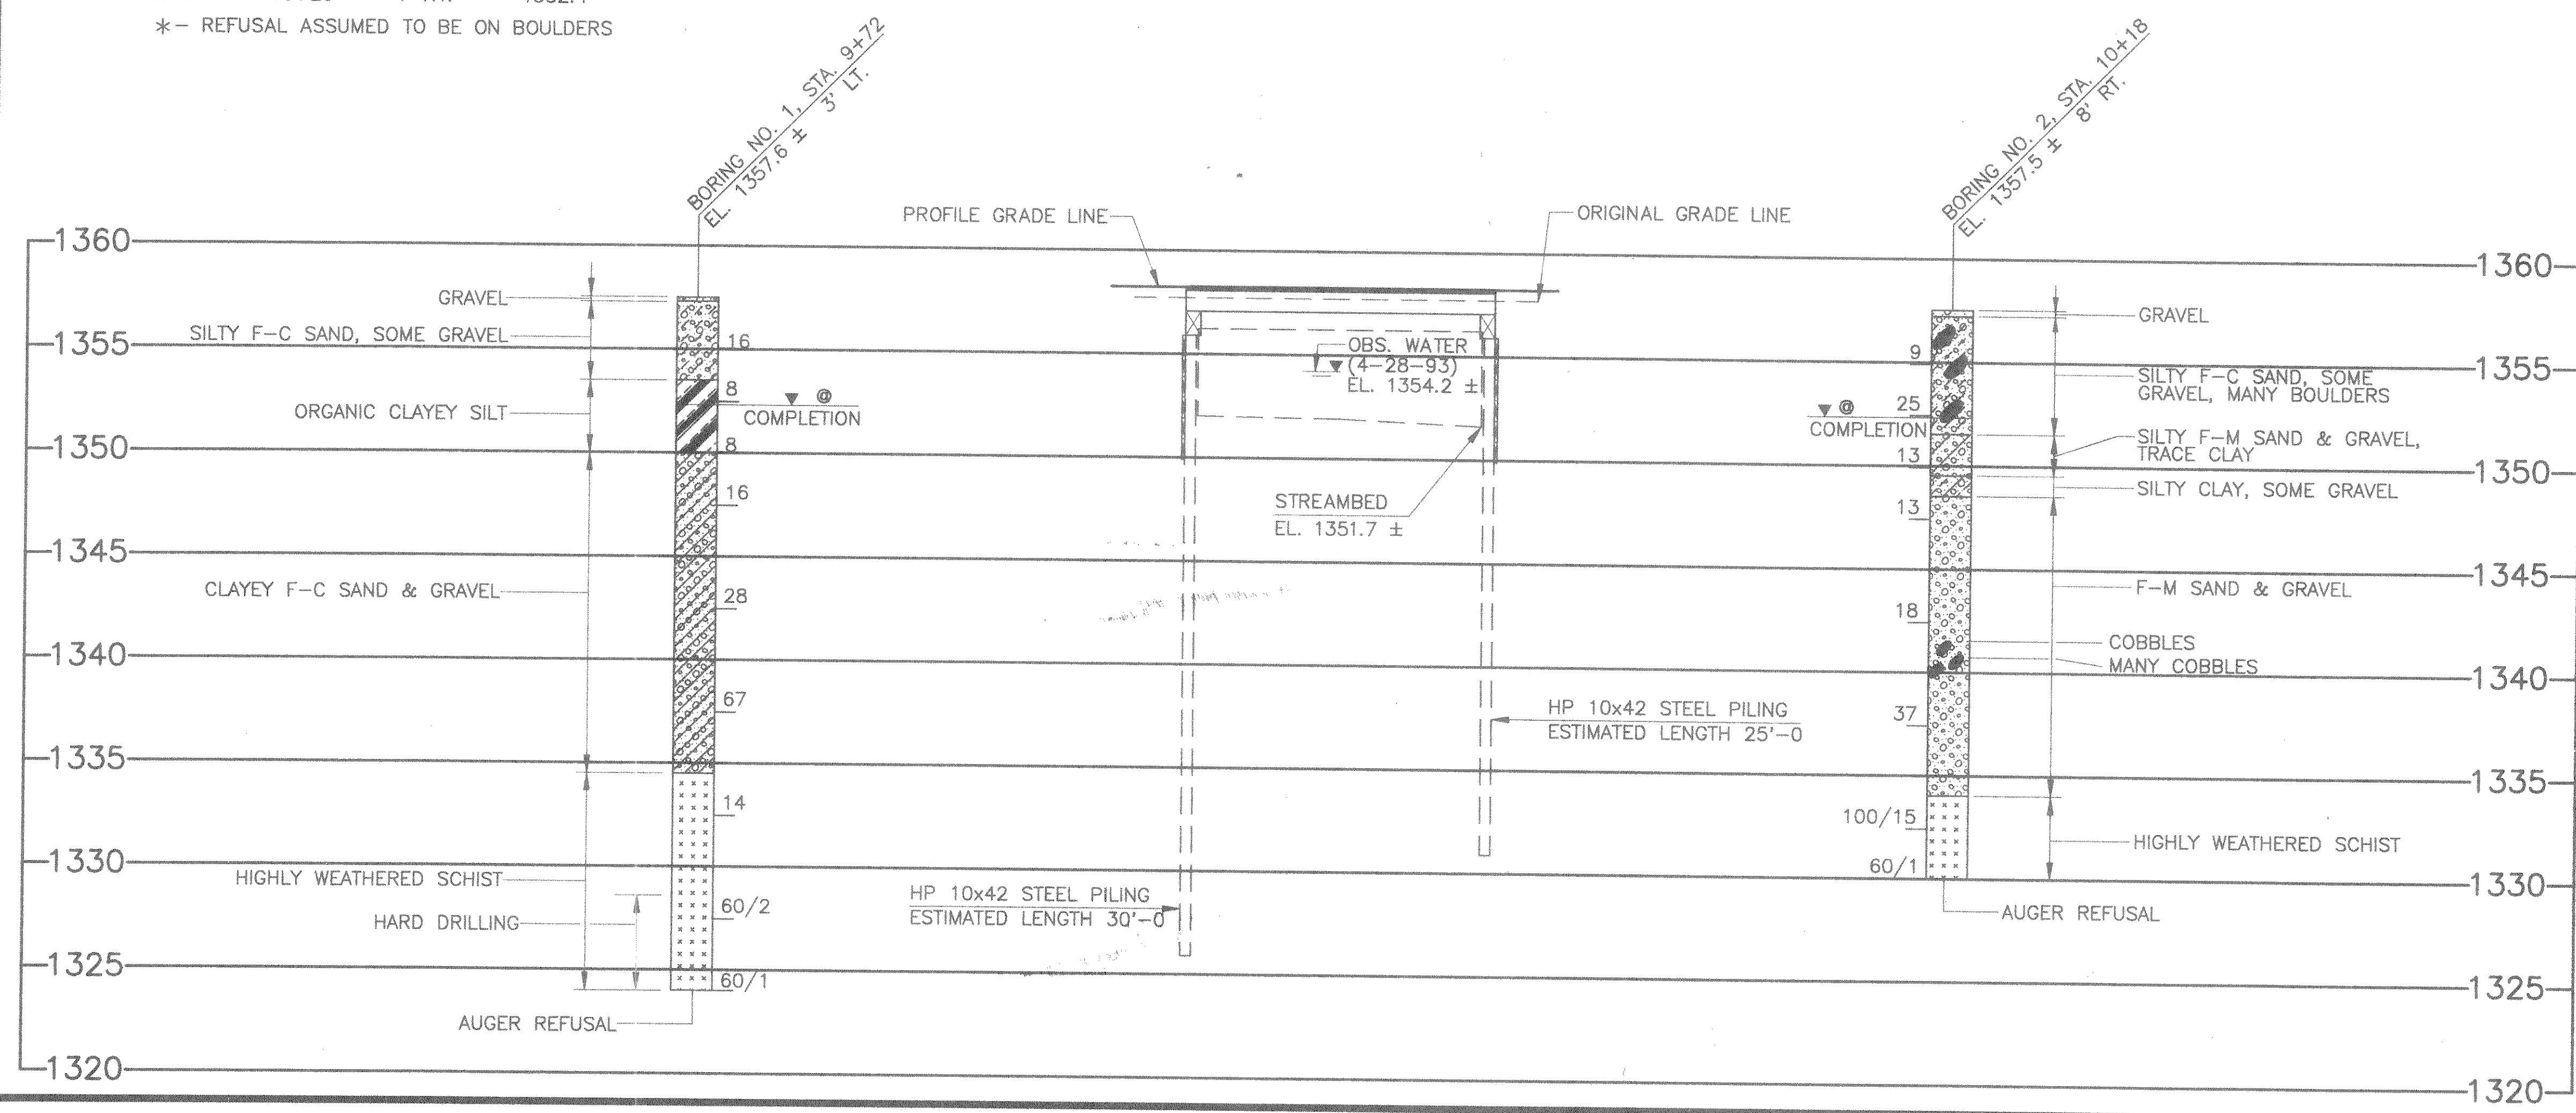 *- REFUSAL ASSUMED TO BE ON BOULDERS
BORING NO. 1, STA. 9+72
EL. 1357.6 ± 3' LT.
BORING NO. 2, STA. 10+18
EL. 1357.5 ± 8' RT.
PROFILE GRADE LINE
ORIGINAL GRADE LINE
1360
1355
1350
1345
1340
1335
1330
1325
1320
GRAVEL
SILTY F-C SAND, SOME GRAVEL
ORGANIC CLAYEY SILT
CLAYEY F-C SAND & GRAVEL
HIGHLY WEATHERED SCHIST
HARD DRILLING
AUGER REFUSAL
16
8
8
16
28
67
14
60/2
60/1
@
COMPLETION
OBS. WATER
(4-28-93)
EL. 1354.2 ±
STREAMBED
EL. 1351.7 ±
HP 10x42 STEEL PILING
ESTIMATED LENGTH 25'-0
HP 10x42 STEEL PILING
ESTIMATED LENGTH 30'-0
@
COMPLETION
9
25
13
13
18
37
100/15
60/1
GRAVEL
SILTY F-C SAND, SOME
GRAVEL, MANY BOULDERS
SILTY F-M SAND & GRAVEL,
TRACE CLAY
SILTY CLAY, SOME GRAVEL
F-M SAND & GRAVEL
COBBLES
MANY COBBLES
HIGHLY WEATHERED SCHIST
AUGER REFUSAL
1360
1355
1350
1345
1340
1335
1330
1325
1320